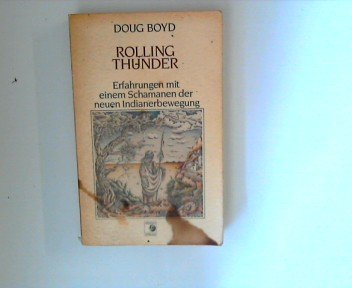 DOUG BOYD
ROLLING
THUNDER
Erfahrungen mit
einem Schamanen der
neuen Indianerbewegung